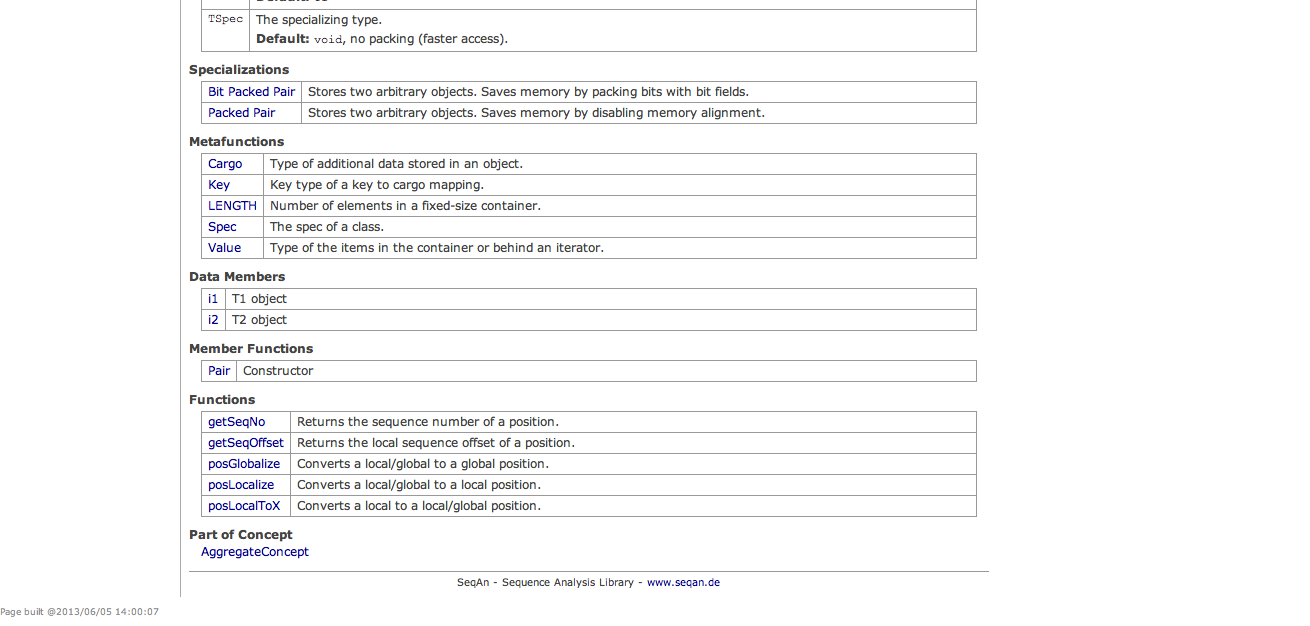 TSpec The specializing type.
Default: void, no packing (faster access).
Specializations
Bit Packed Pair Stores two arbitrary objects. Saves memory by packing bits with bit fields.
Packed Pair Stores two arbitrary objects. Saves memory by disabling memory alignment.
Metafunctions
Cargo Type of additional data stored in an object.
Key Key type of a key to cargo mapping.
LENGTH Number of elements in a fixed-size container.
Spec The spec of a class.
Value Type of the items in the container or behind an iterator.
Data Members
i1 T1 object
i2 T2 object
Member Functions
Pair Constructor
Functions
getSeqNo Returns the sequence number of a position.
getSeqOffset Returns the local sequence offset of a position.
posGlobalize Converts a local/global to a global position.
posLocalize Converts a local/global to a local position.
posLocalToX Converts a local to a local/global position.
Part of Concept
AggregateConcept
SeqAn - Sequence Analysis Library - www.seqan.de
Page built @2013/06/05 14:00:07